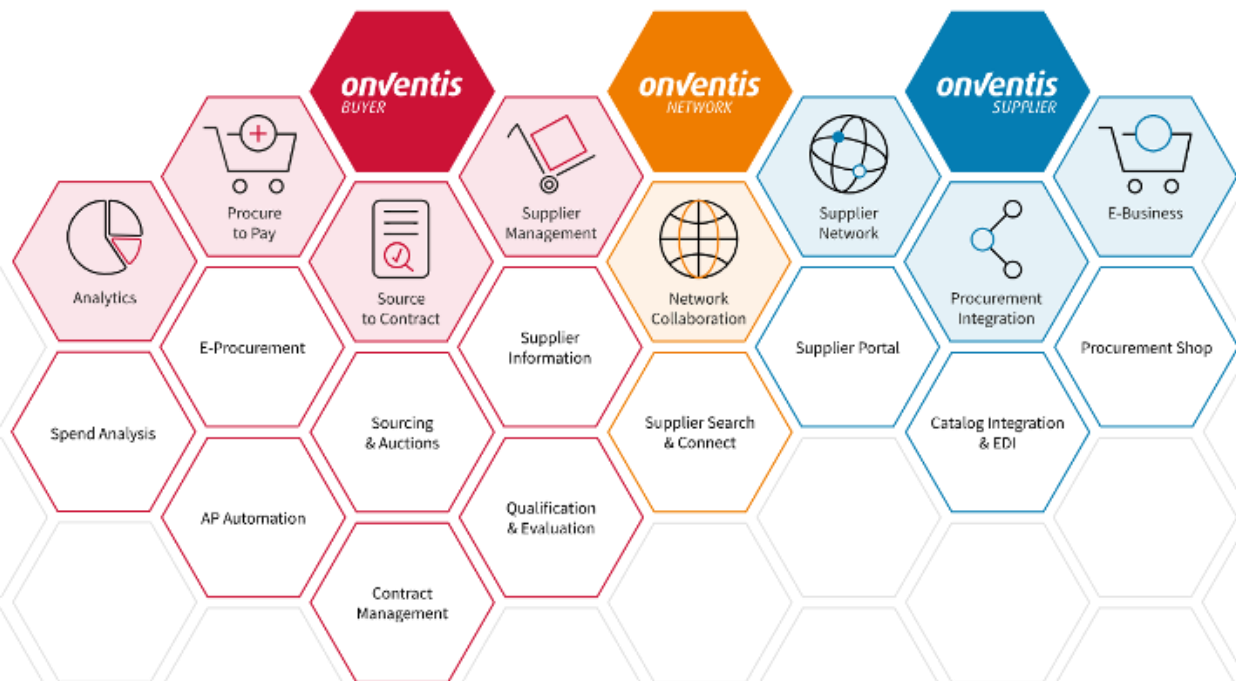 onventis
BUYER
onventis
NETWORK
onventis
SUPPLIER
Analytics
Procure
to Pay
Source
to Contract
Supplier
Management
Network
Collaboration
Supplier
Network
Procurement
Integration
E-Business
Spend Analysis
E-Procurement
AP Automation
Sourcing
& Auctions
Contract
Management
Supplier
Information
Qualification
& Evaluation
Supplier Search
& Connect
Supplier Portal
Catalog Integration
& EDI
Procurement Shop